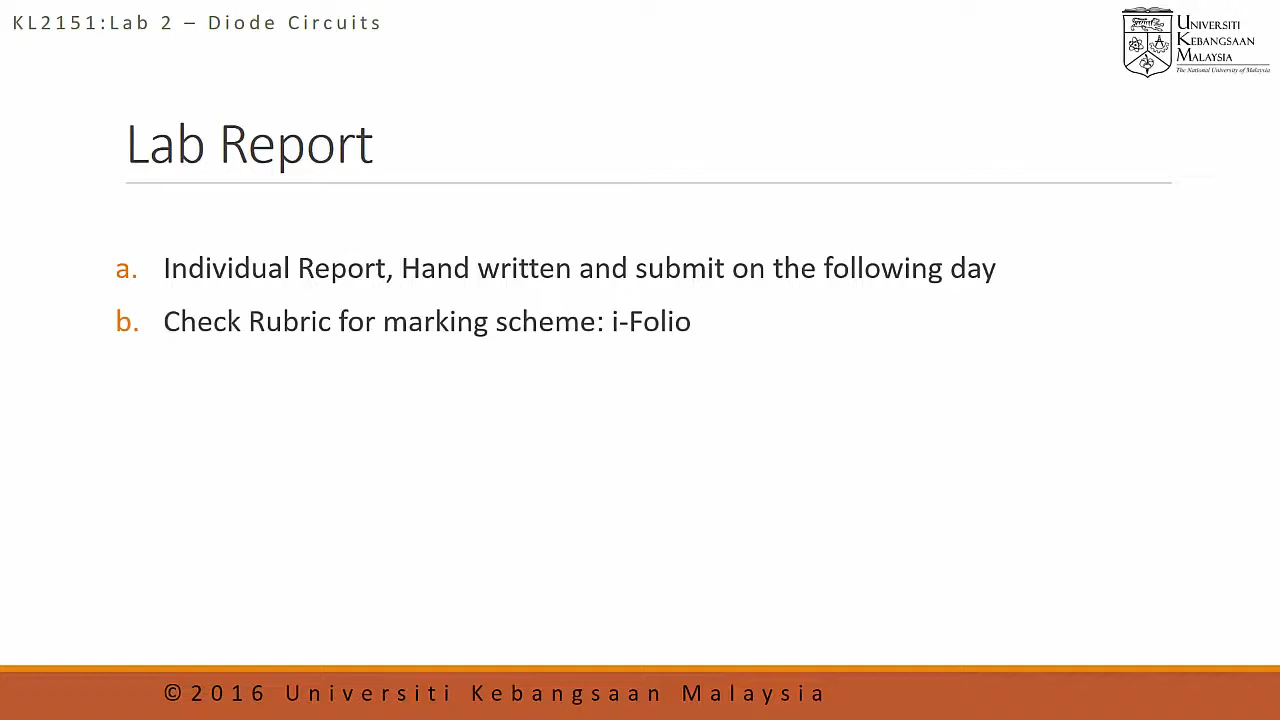 KL2151:Lab 2 – Diode Circuits
UNIVERSITI
KEBANGSAAN
MALAYSIA
The National University of Malaysia
Lab Report
a. Individual Report, Hand written and submit on the following day
b. Check Rubric for marking scheme: i-Folio
©2016 Universiti Kebangsaan Malaysia